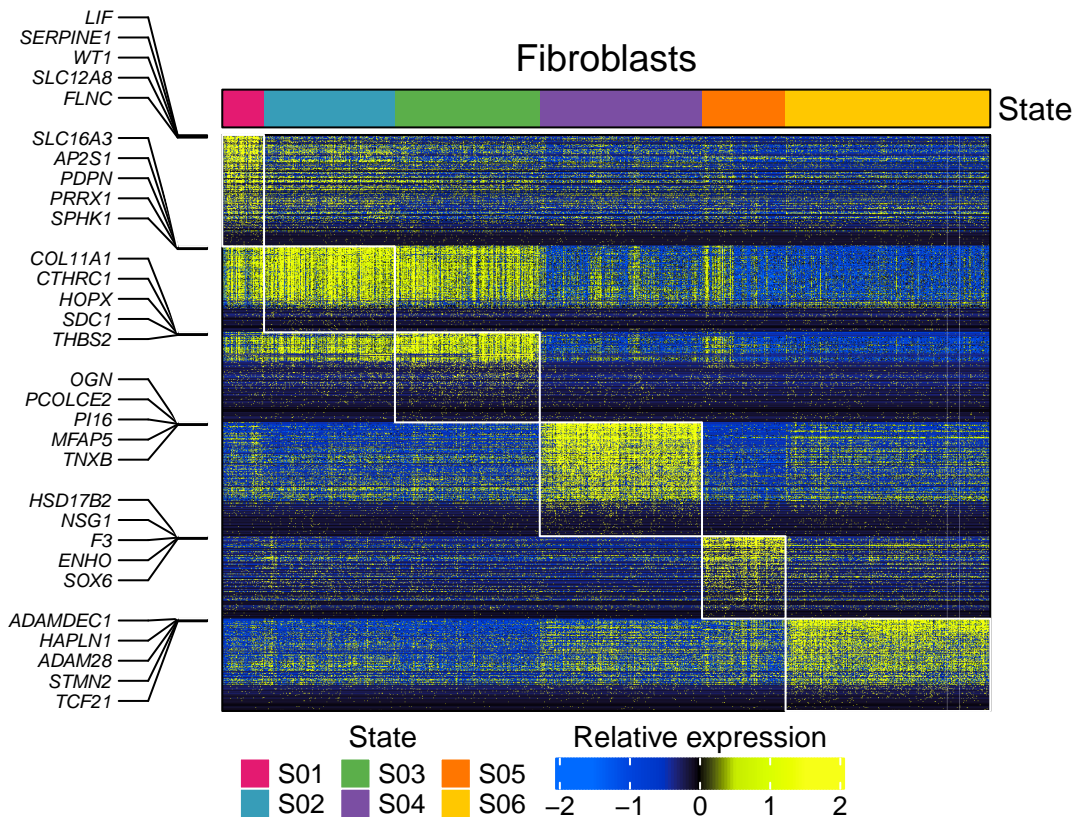 Fibroblasts
State
LIF
SERPINE1
WT1
SLC12A8
FLNC
SLC16A3
AP2S1
PDPN
PRRX1
SPHK1
COL11A1
CTHRC1
HOPX
SDC1
THBS2
OGN
PCOLCE2
PI16
MFAP5
TNXB
HSD17B2
NSG1
F3
ENHO
SOX6
ADAMDEC1
HAPLN1
ADAM28
STMN2
TCF21
State
S01 S03 S05
S02 S04 S06
Relative expression
−2 −1 0 1 2